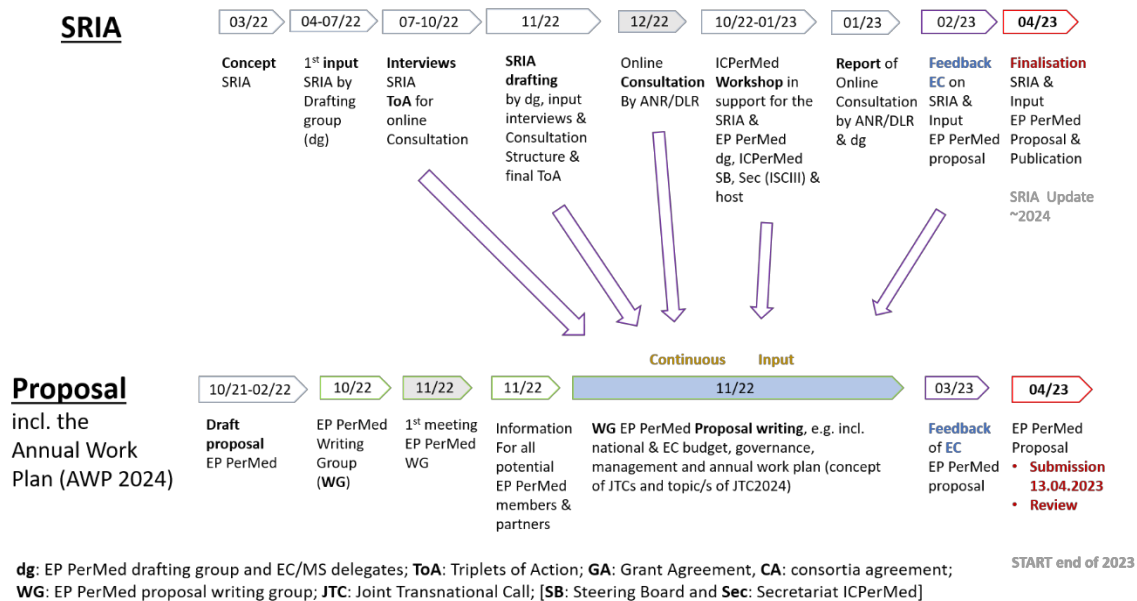 SRIA
03/22
04-07/22
07-10/22
11/22
12/22
10/22-01/23
01/23
02/23
04/23
Concept
SRIA
1st input
SRIA by
Drafting
group
(dg)
Interviews
SRIA
ToA for
online
Consultation
SRIA
drafting
by dg, input
interviews &
Consultation
Structure &
final ToA
Online
Consultation
By ANR/DLR
ICPerMed
Workshop in
support for the
SRIA &
EP PerMed
dg, ICPerMed
SB, Sec (ISCIII) &
host
Report of
Online
Consultation
by ANR/DLR
& dg
Feedback
EC on
SRIA &
Input
EP PerMed
proposal
Finalisation
SRIA &
Input
EP PerMed
Proposal &
Publication
SRIA Update
~2024
Continuous Input
Proposal
incl. the
Annual Work
Plan (AWP 2024)
10/21-02/22
10/22
11/22
11/22
11/22
03/23
04/23
Draft
proposal
EP PerMed
EP PerMed
Writing
Group
(WG)
1st meeting
EP PerMed
WG
Information
For all
potential
EP PerMed
members &
partners
WG EP PerMed Proposal writing, e.g. incl.
national & EC budget, governance,
management and annual work plan (concept
of JTCs and topic/s of JTC2024)
Feedback
of EC
EP PerMed
proposal
EP PerMed
Proposal
• Submission
13.04.2023
• Review
START end of 2023
dg: EP PerMed drafting group and EC/MS delegates; ToA: Triplets of Action; GA: Grant Agreement, CA: consortia agreement;
WG: EP PerMed proposal writing group; JTC: Joint Transnational Call; [SB: Steering Board and Sec: Secretariat ICPerMed]